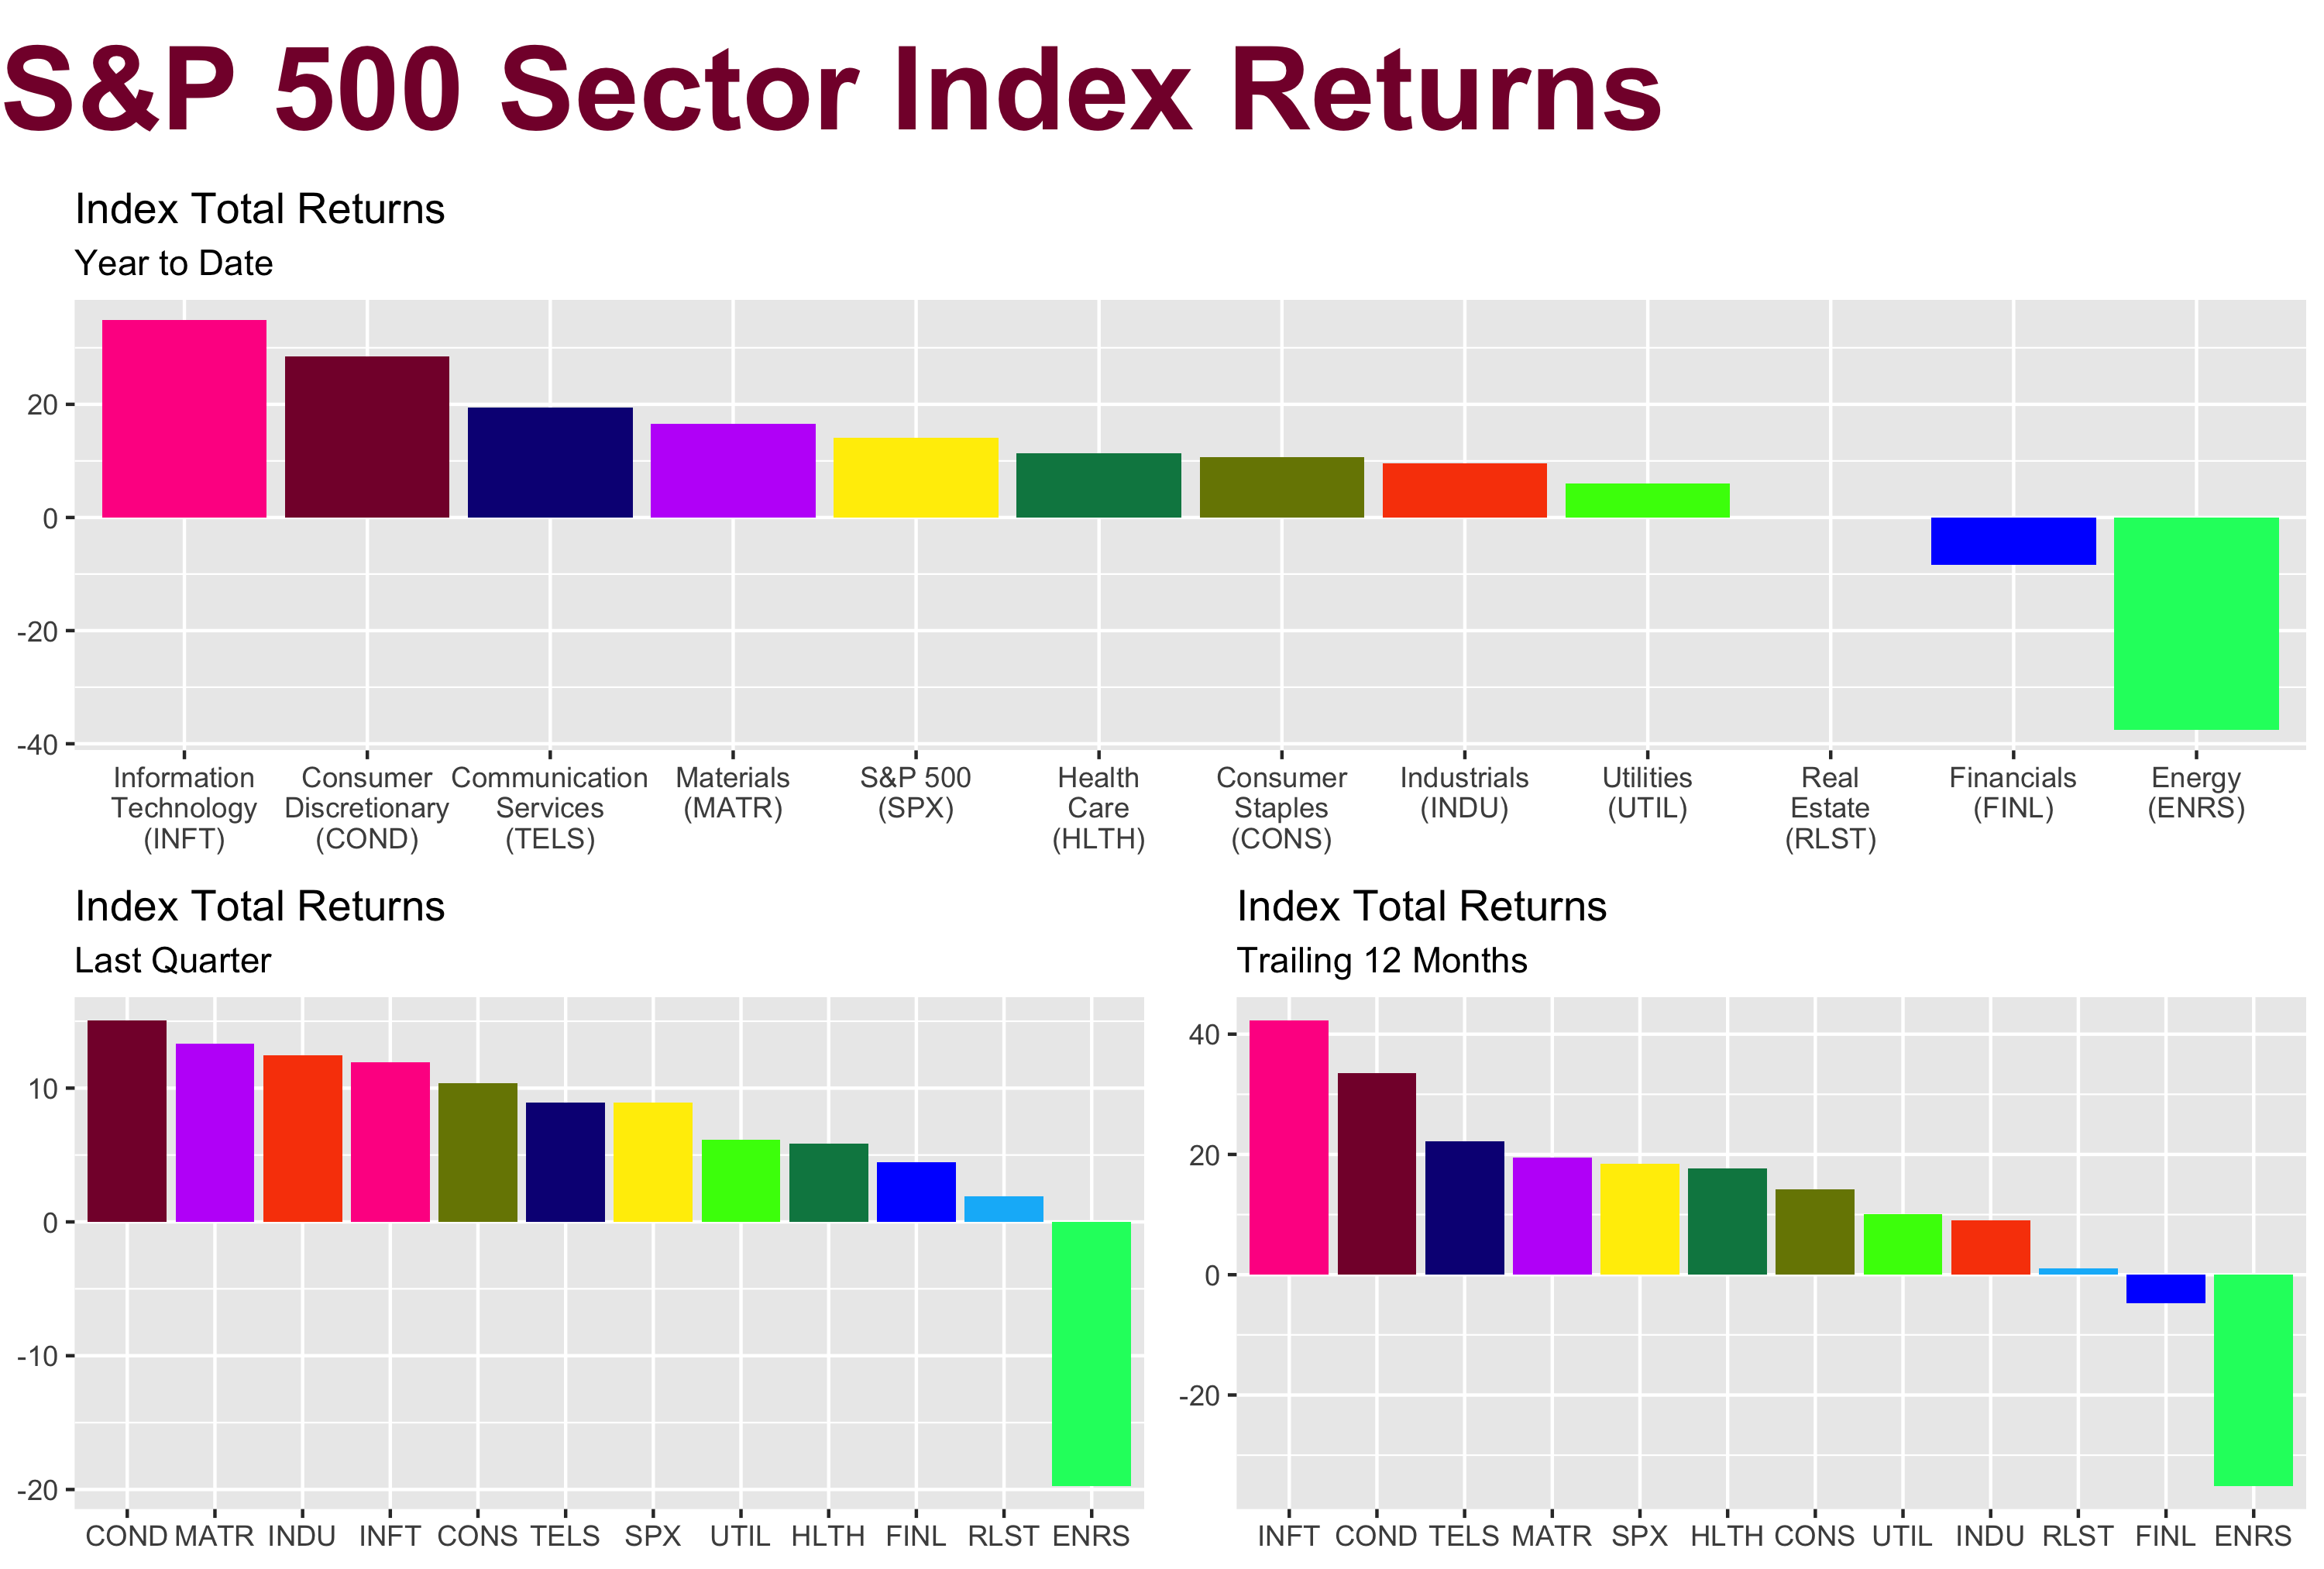 S&P 500 Sector Index Returns
Index Total Returns
Year to Date
20
0
-20
-40
Information
Technology
(INFT)
Consumer
Discretionary
(COND)
Communication
Services
(TELS)
Materials
(MATR)
S&P 500
(SPX)
Health
Care
(HLTH)
Consumer
Staples
(CONS)
Industrials
(INDU)
Utilities
(UTIL)
Real
Estate
(RLST)
Financials
(FINL)
Energy
(ENRS)
Index Total Returns
Last Quarter
10
0
-10
-20
COND MATR INDU INFT CONS TELS SPX UTIL HLTH FINL RLST ENRS
Index Total Returns
Trailing 12 Months
40
20
0
-20
INFT COND TELS MATR SPX HLTH CONS UTIL INDU RLST FINL ENRS